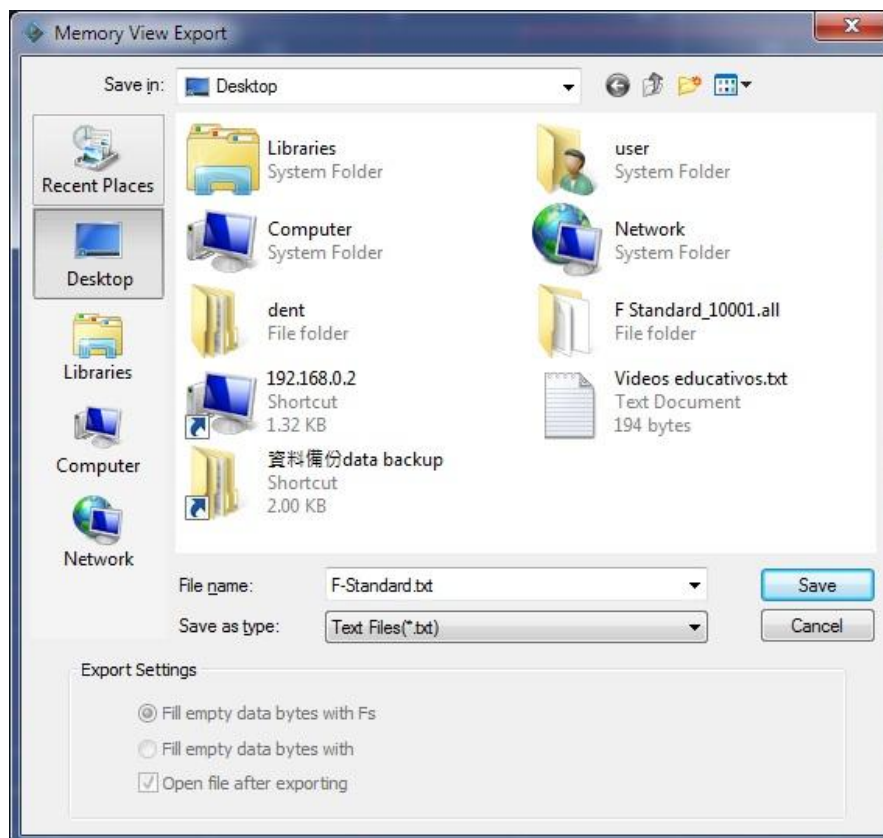 Memory View Export
Save in:
Desktop
Recent Places
Desktop
Libraries
Computer
Network
Libraries
System Folder
user
System Folder
Computer
System Folder
Network
System Folder
dent
File folder
F Standard_10001.all
File folder
192.168.0.2
Shortcut
1.32 KB
Videos educativos.txt
Text Document
194 bytes
資料備份data backup
Shortcut
2.00 KB
File name:
F-Standard.txt
Save
Save as type:
Text Files(*.txt)
Cancel
Export Settings
Fill empty data bytes with Fs
Fill empty data bytes with
Open file after exporting